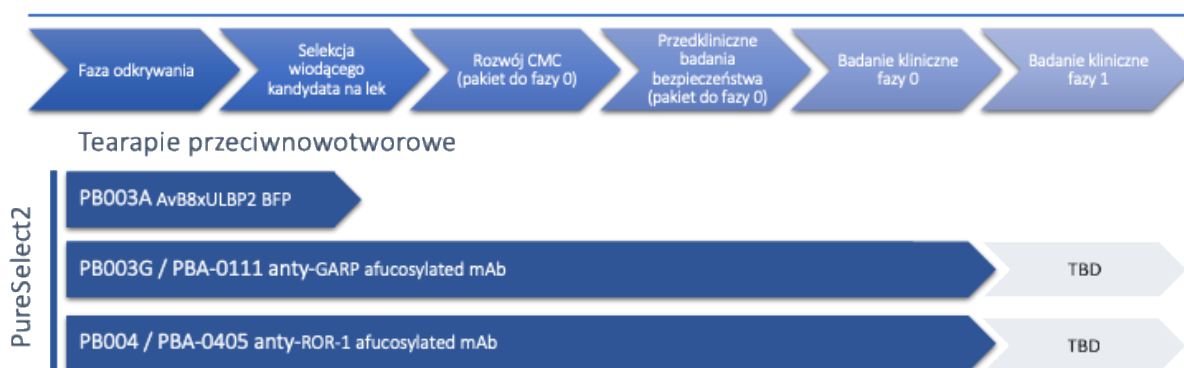 Faza odkrywania
Selekcja
wiodącego
kandydata na lek
Rozwój CMC
(pakiet do fazy 0)
Przedkliniczne
badania
bezpieczeństwa
(pakiet do fazy 0)
Badanie kliniczne
fazy 0
Badanie kliniczne
fazy 1
Tearapie przeciwnowotworowe
PureSelect2
PB003A AvB8xULBP2 BFP
PB003G / PBA-0111 anty-GARP afucosylated mAb
TBD
PB004 / PBA-0405 anty-ROR-1 afucosylated mAb
TBD